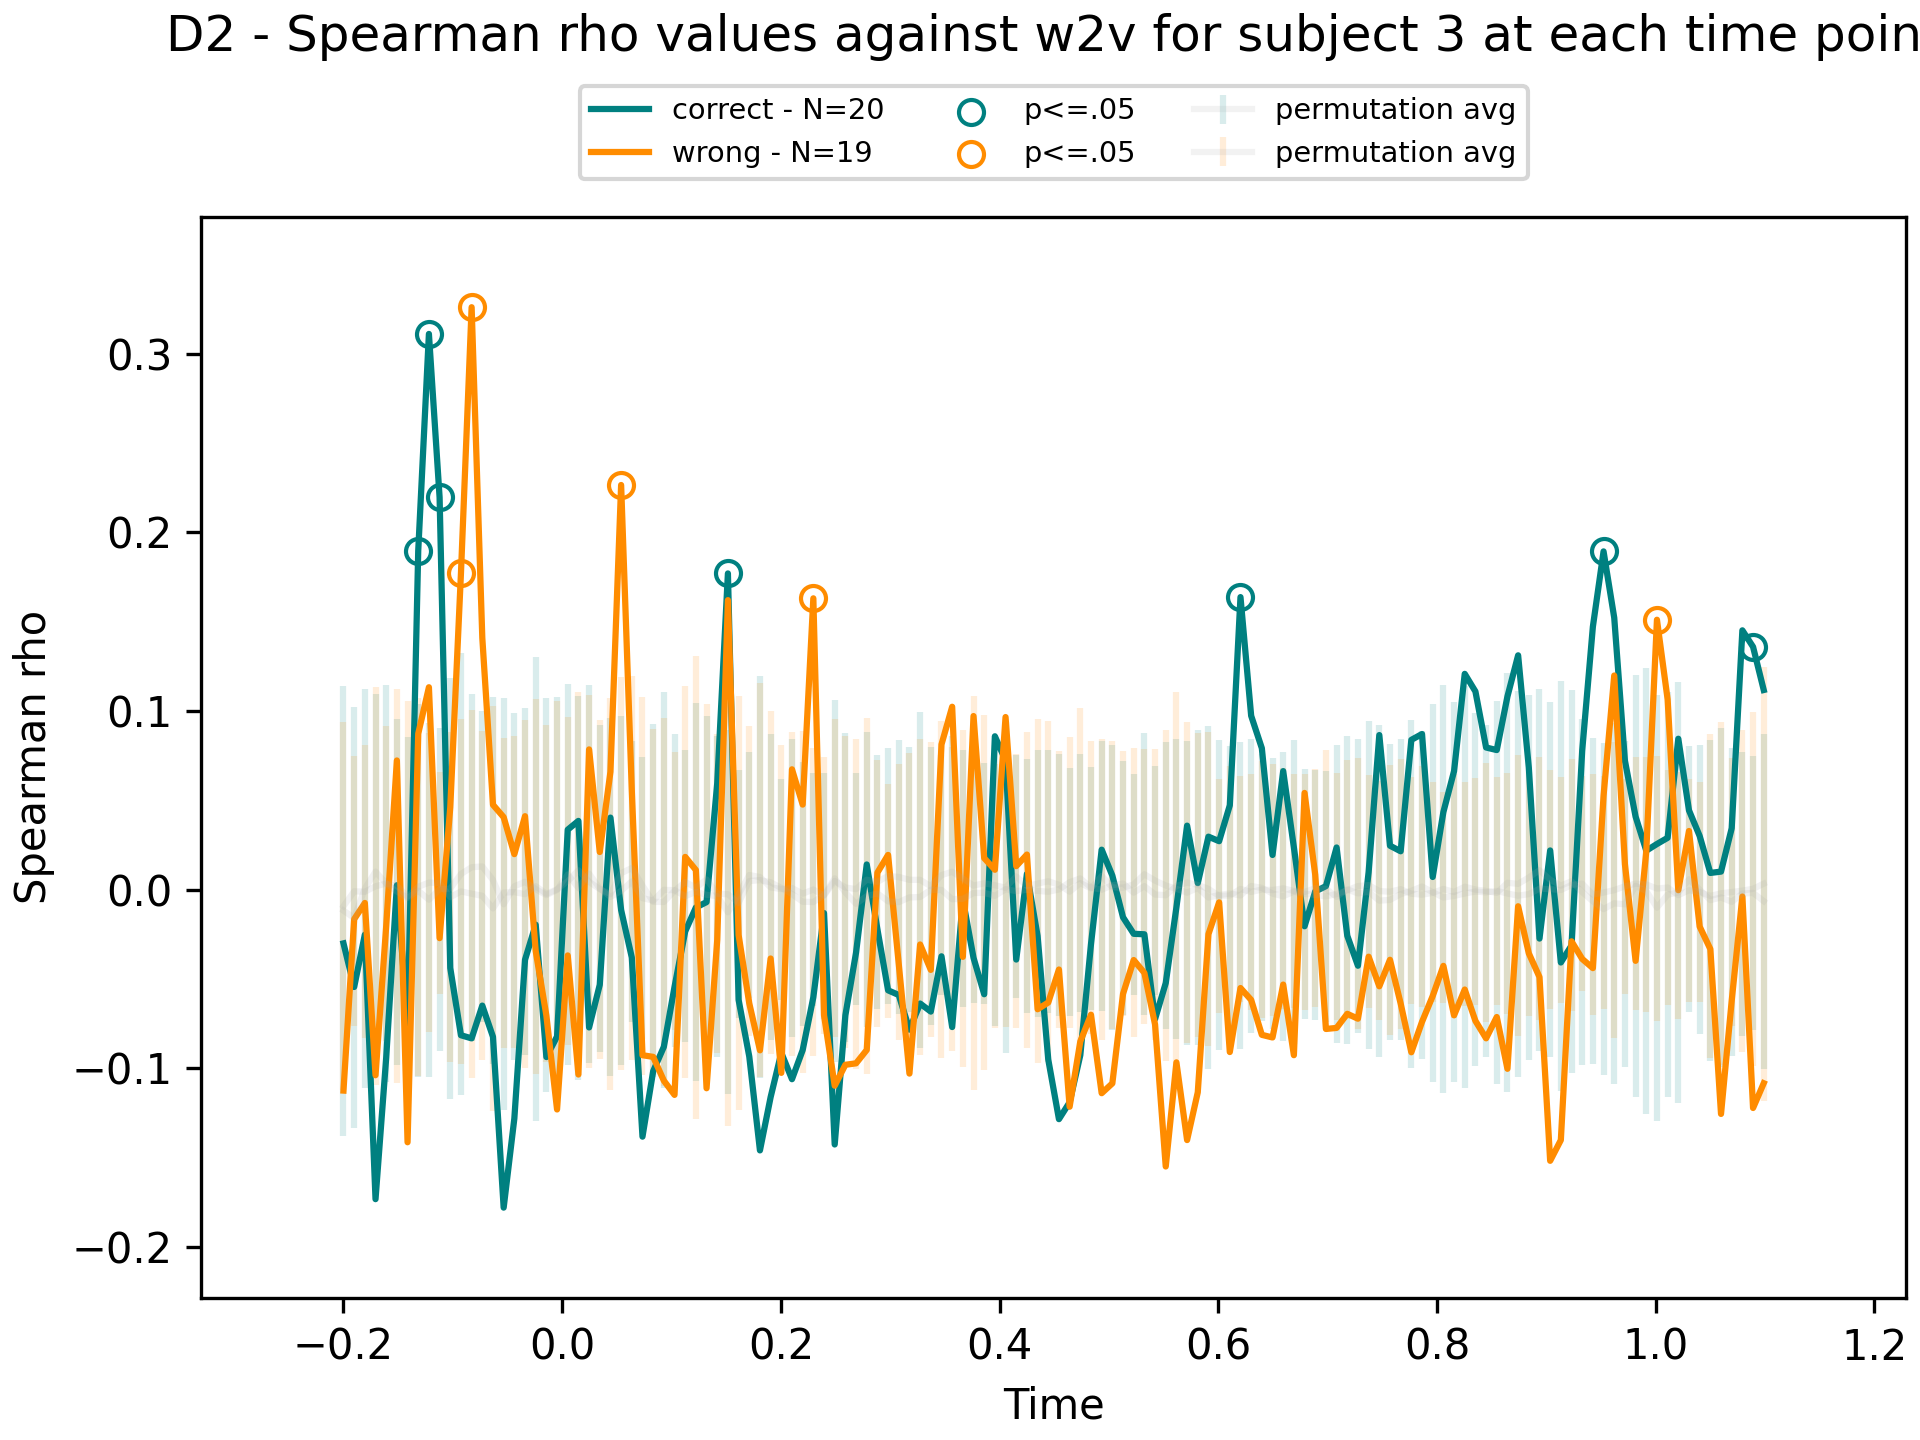 D2 - Spearman rho values against w2v for subject 3 at each time poin
correct - N=20
wrong - N=19
p<=.05
p<=.05
permutation avg
permutation avg
Spearman rho
0.3
0.2
0.1
0.0
−0.1
−0.2
−0.2
0.0
0.2
0.4
0.6
0.8
1.0
1.2
Time